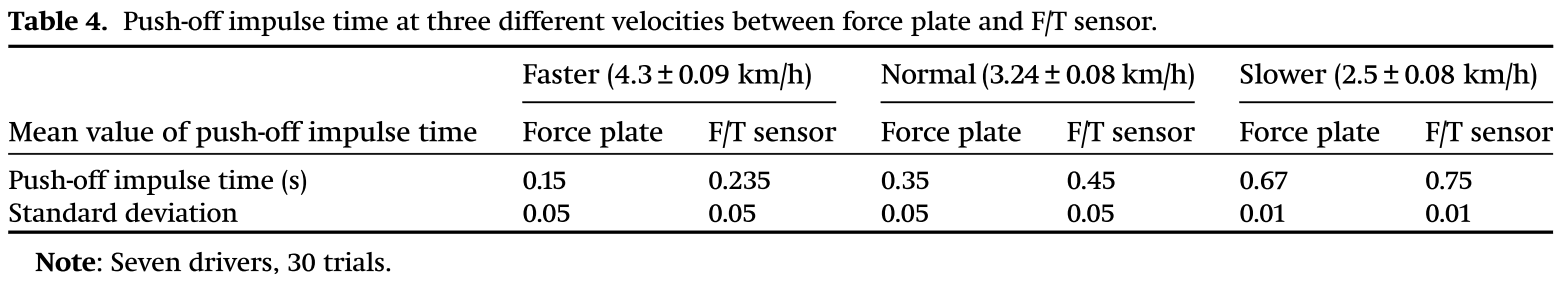 Table 4. Push-off impulse time at three different velocities between force plate and F/T sensor.
Faster (4.3 ± 0.09 km/h) Normal (3.24 ± 0.08 km/h) Slower (2.5 ± 0.08 km/h)
Mean value of push-off impulse time Force plate F/T sensor Force plate F/T sensor Force plate F/T sensor
Push-off impulse time (s) 0.15 0.235 0.35 0.45 0.67 0.75
Standard deviation 0.05 0.05 0.05 0.05 0.01 0.01
Note: Seven drivers, 30 trials.